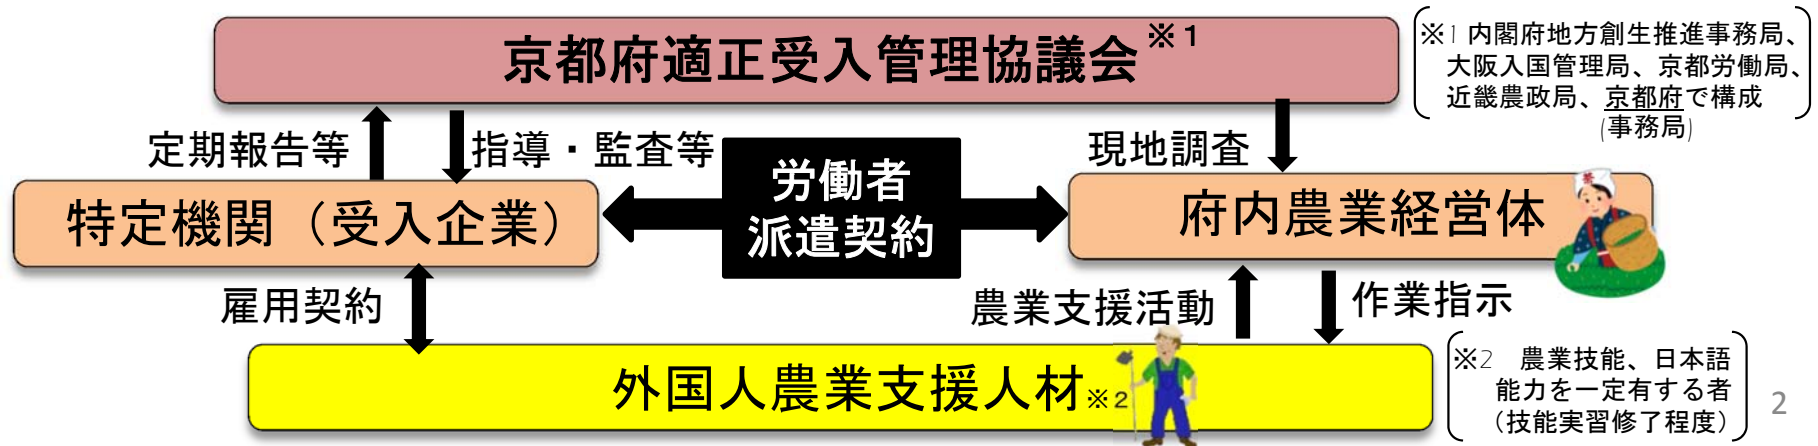 京都府適正受入管理協議会※1
※1 内閣府地方創生推進事務局、
大阪入国管理局、京都労働局、
近畿農政局、京都府で構成
(事務局)
定期報告等
指導・監査等
現地調査
労働者
派遣契約
特定機関（受入企業）
府内農業経営体
雇用契約
農業支援活動
作業指示
外国人農業支援人材※2
※2　農業技能、日本語
能力を一定有する者
（技能実習修了程度）
2